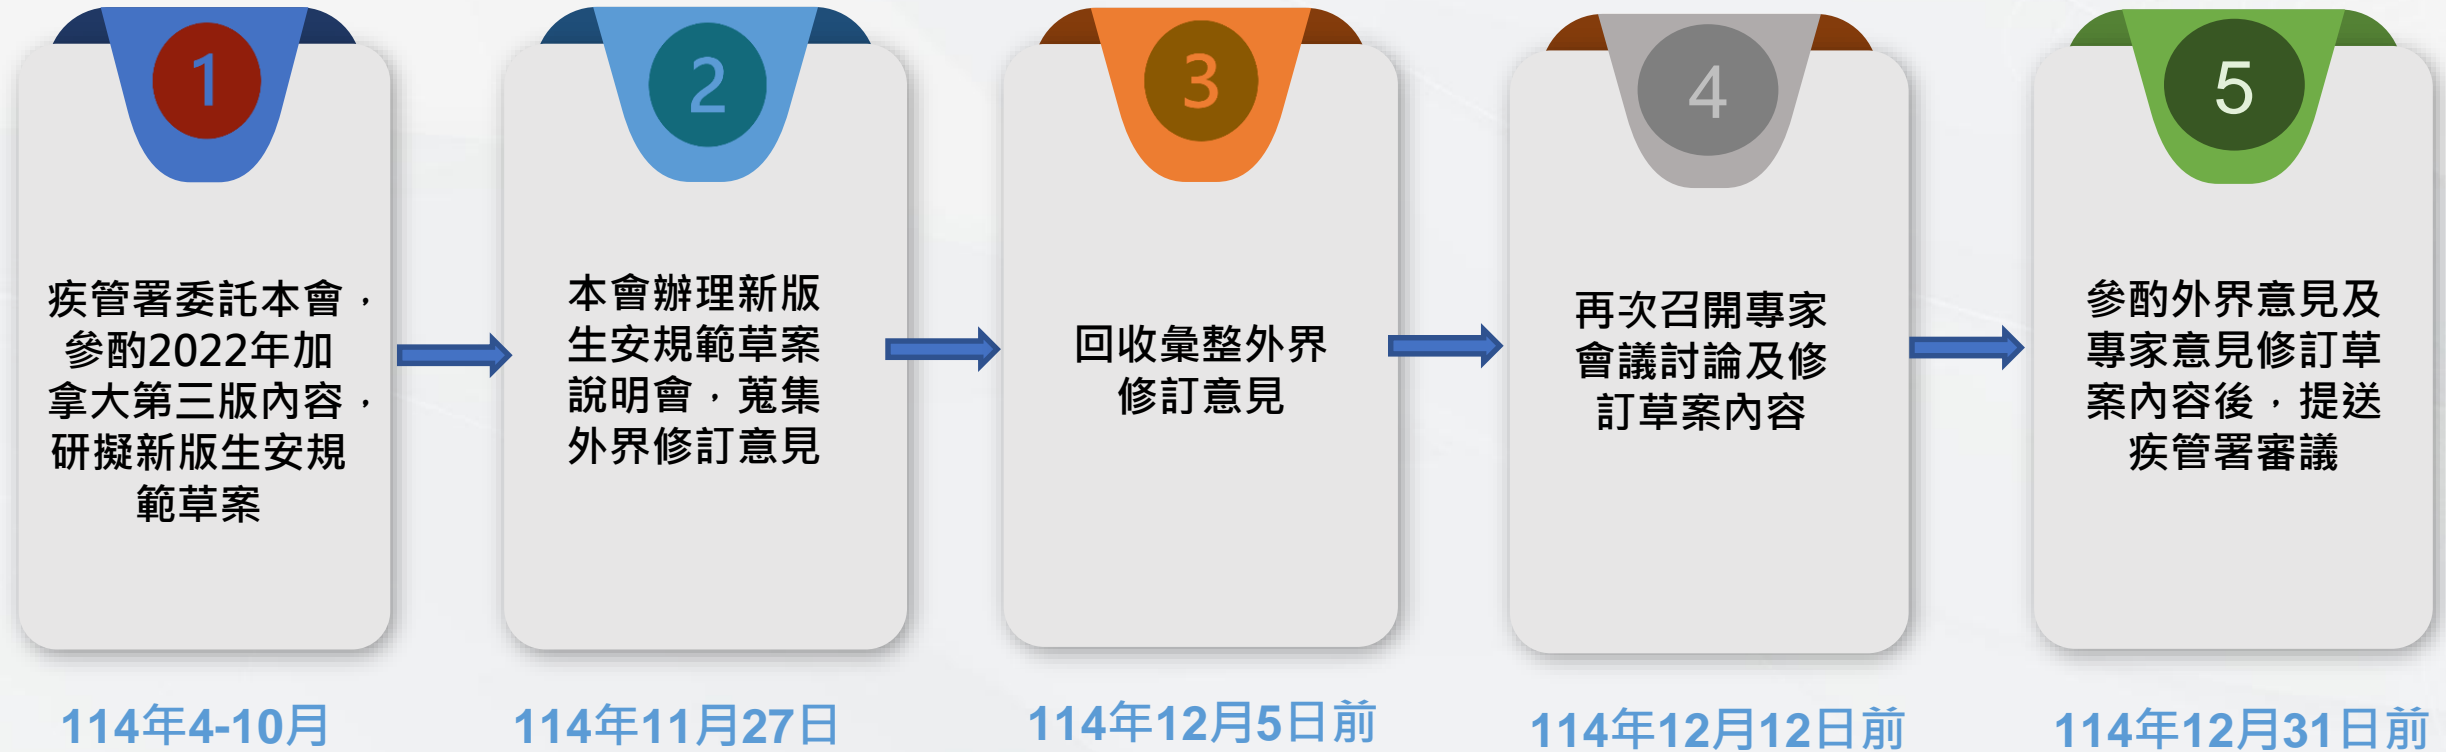 1
疾管署委託本會，
參酌2022年加
拿大第三版內容，
研擬新版生安規
範草案
114年4-10月
2
本會辦理新版
生安規範草案
說明會，蒐集
外界修訂意見
114年11月27日
3
回收彙整外界
修訂意見
114年12月5日前
4
再次召開專家
會議討論及修
訂草案內容
114年12月12日前
5
參酌外界意見及
專家意見修訂草
案內容後，提送
疾管署審議
114年12月31日前